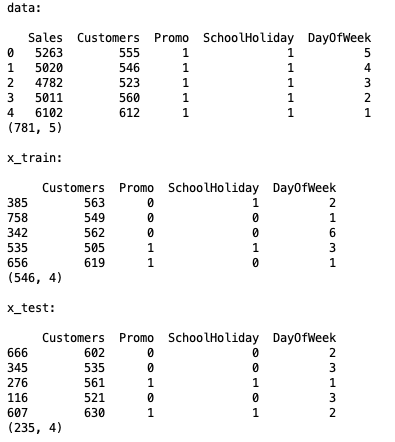 data:
Sales Customers Promo SchoolHoliday DayOfWeek
0 5263 555 1 1 5
1 5020 546 1 1 4
2 4782 523 1 1 3
3 5011 560 1 1 2
4 6102 612 1 1 1
(781, 5)
x_train:
Customers Promo SchoolHoliday DayOfWeek
385 563 0 1 2
758 549 0 0 1
342 562 0 0 6
535 505 1 1 3
656 619 1 0 1
(546, 4)
x_test:
Customers Promo SchoolHoliday DayOfWeek
666 602 0 0 2
345 535 0 0 3
276 561 1 1 1
116 521 0 0 3
607 630 1 1 2
(235, 4)